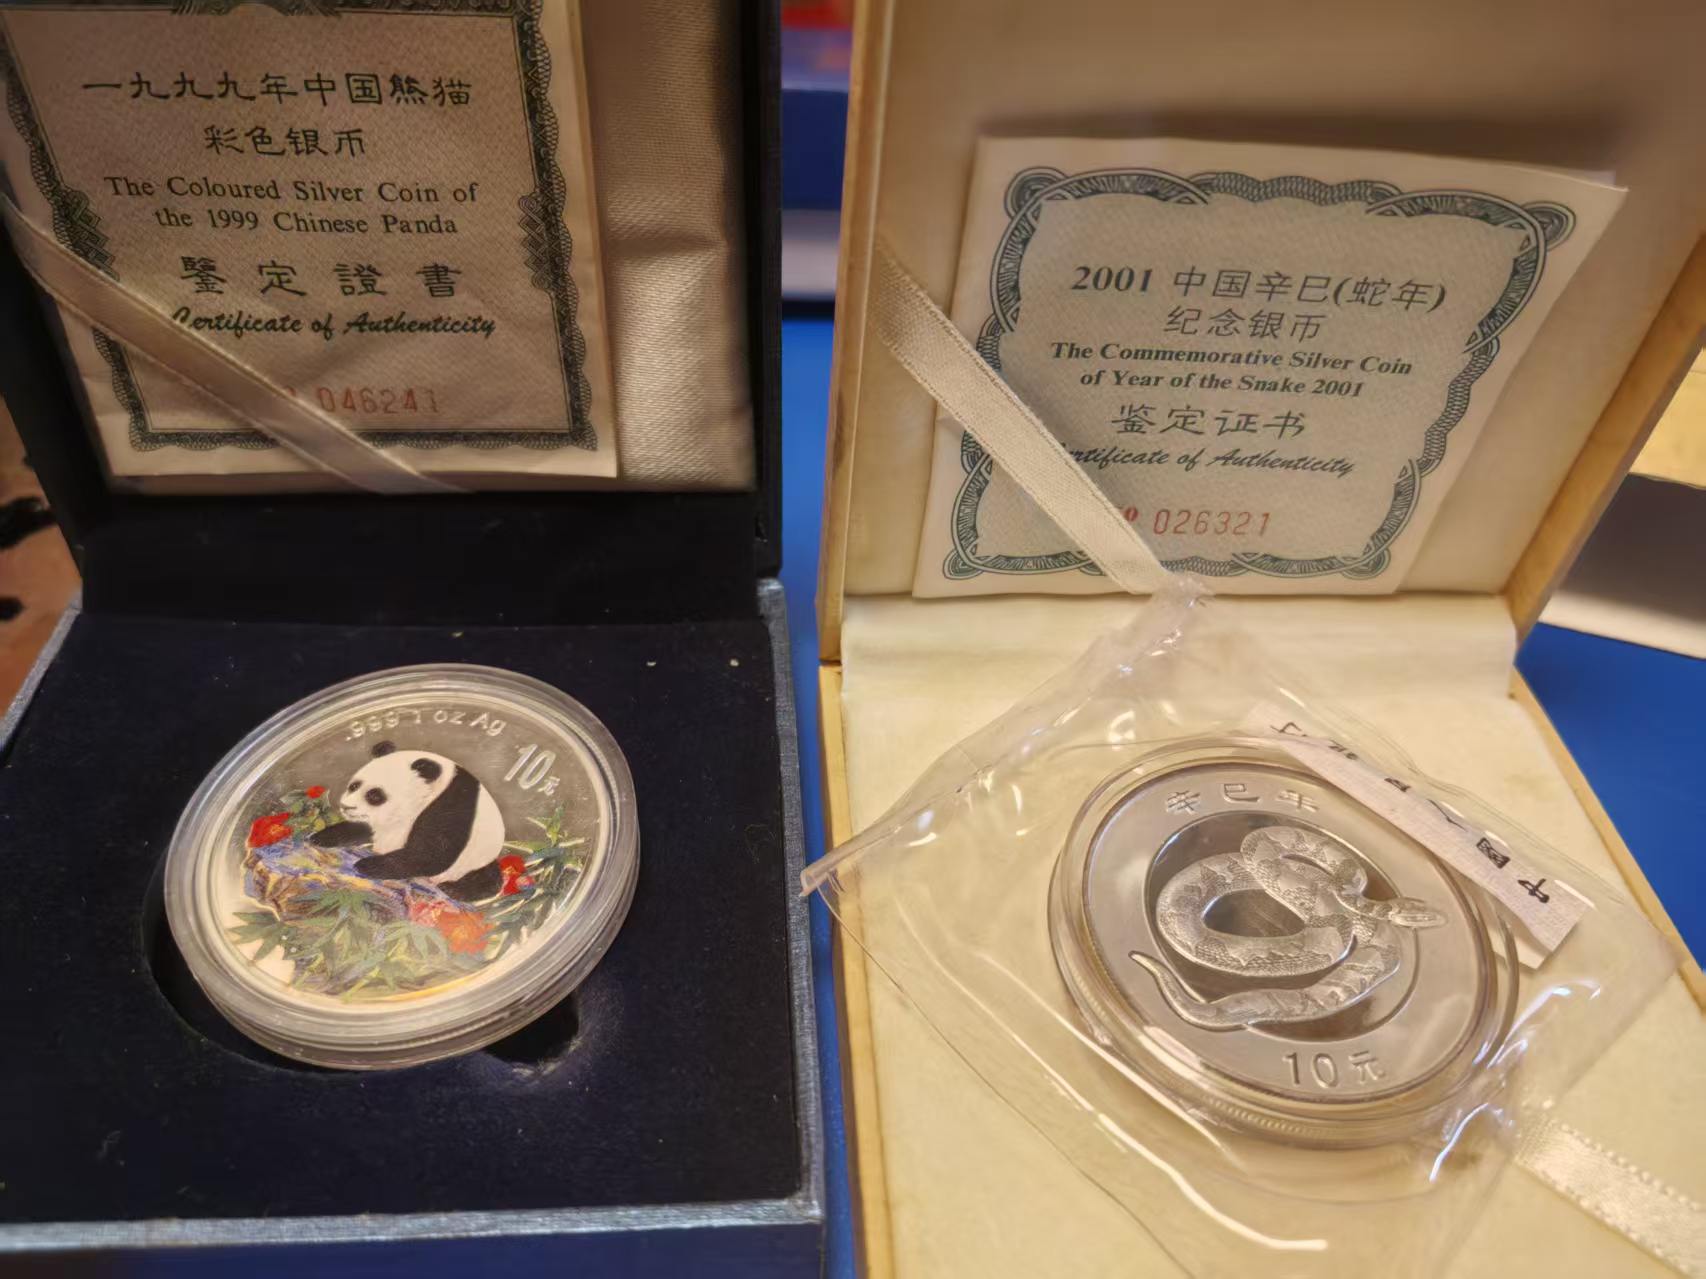 一九九九年中国熊猫
彩色银币
The Coloured Silver Coin of
the 1999 Chinese Panda
鑒定證書
Certificate of Authenticity
046241
.999 1 oz Ag
10元
2001 中国辛巳(蛇年)
纪念银币
The Commemorative Silver Coin
of Year of the Snake 2001
鉴定证书
Certificate of Authenticity
026321
辛巳年
10元
中国